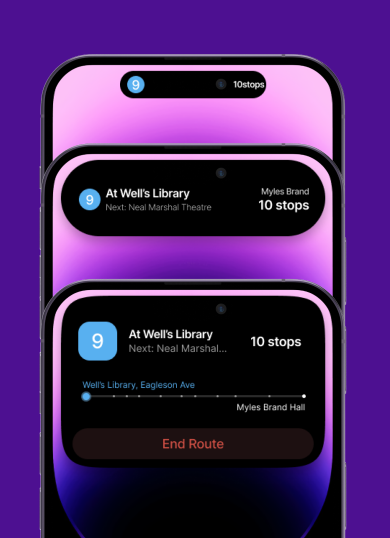 9 10stops
9 At Well's Library Myles Brand
Next: Neal Marshal Theatre 10 stops
9 At Well's Library 10 stops
Next: Neal Marshal...
Well's Library, Eagleson Ave
Myles Brand Hall
End Route